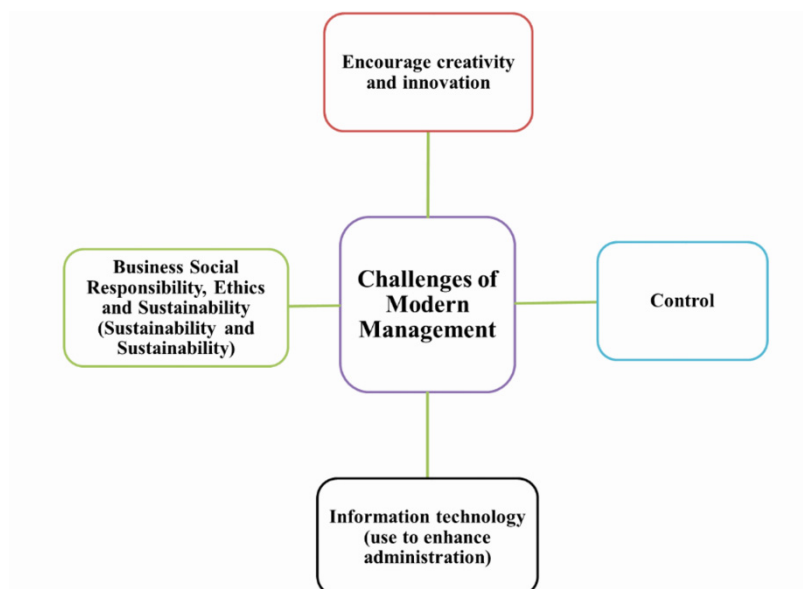 Encourage creativity
and innovation
Business Social
Responsibility, Ethics
and Sustainability
(Sustainability and
Sustainability)
Challenges of
Modern
Management
Control
Information technology
(use to enhance
administration)